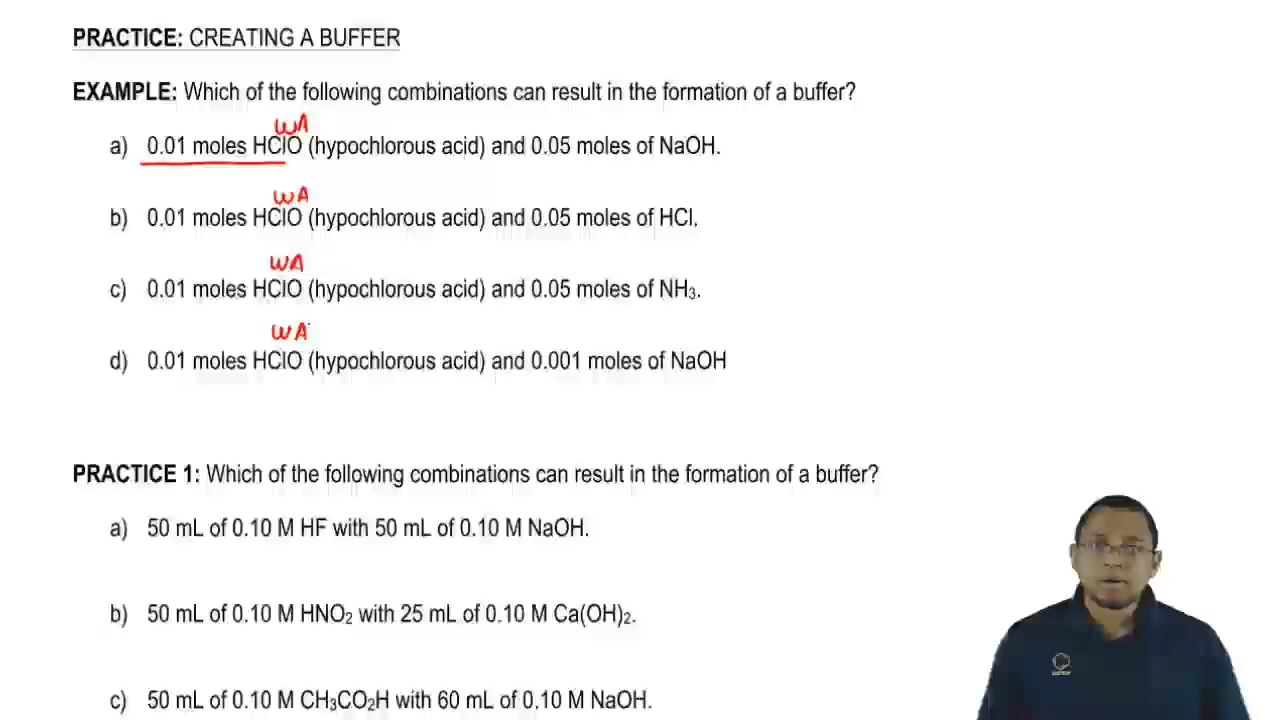 PRACTICE: CREATING A BUFFER
EXAMPLE: Which of the following combinations can result in the formation of a buffer?
WA
a) 0.01 moles HClO (hypochlorous acid) and 0.05 moles of NaOH.
WA
b) 0.01 moles HClO (hypochlorous acid) and 0.05 moles of HCl.
WA
c) 0.01 moles HClO (hypochlorous acid) and 0.05 moles of NH₃.
WA
d) 0.01 moles HClO (hypochlorous acid) and 0.001 moles of NaOH
PRACTICE 1: Which of the following combinations can result in the formation of a buffer?
a) 50 mL of 0.10 M HF with 50 mL of 0.10 M NaOH.
b) 50 mL of 0.10 M HNO₂ with 25 mL of 0.10 M Ca(OH)₂.
c) 50 mL of 0.10 M CH₃CO₂H with 60 mL of 0.10 M NaOH.